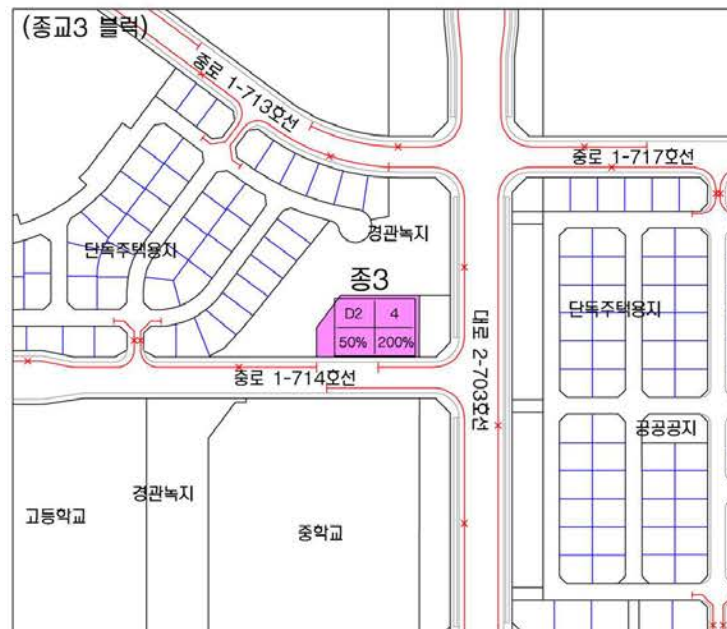 (종교3 블럭)
중로 1-713호선
중로 1-717호선
경관녹지
단독주택용지
종3
D2 4
50% 200%
단독주택용지
대로 2-703호선
중로 1-714호선
공공공지
경관녹지
고등학교
중학교